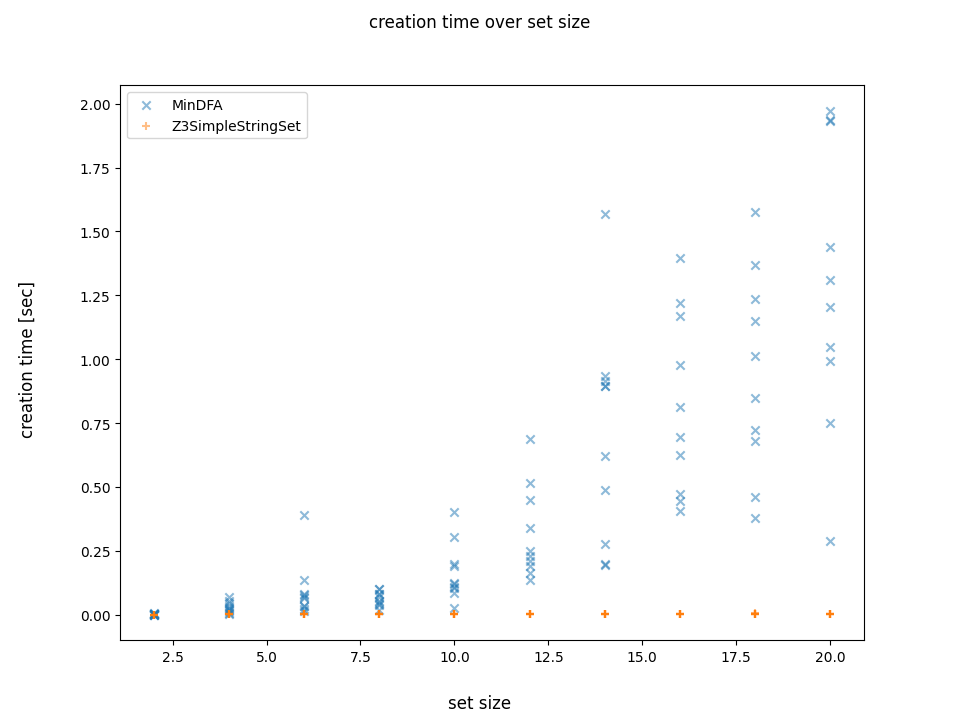 creation time over set size
MinDFA
Z3SimpleStringSet
creation time [sec]
2.00
1.75
1.50
1.25
1.00
0.75
0.50
0.25
0.00
2.5 5.0 7.5 10.0 12.5 15.0 17.5 20.0
set size